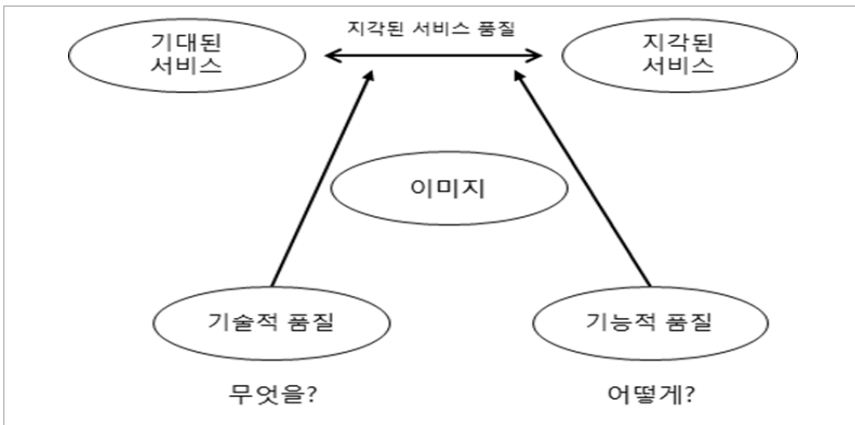 지각된 서비스 품질
기대된
서비스
지각된
서비스
이미지
기술적 품질
기능적 품질
무엇을?
어떻게?